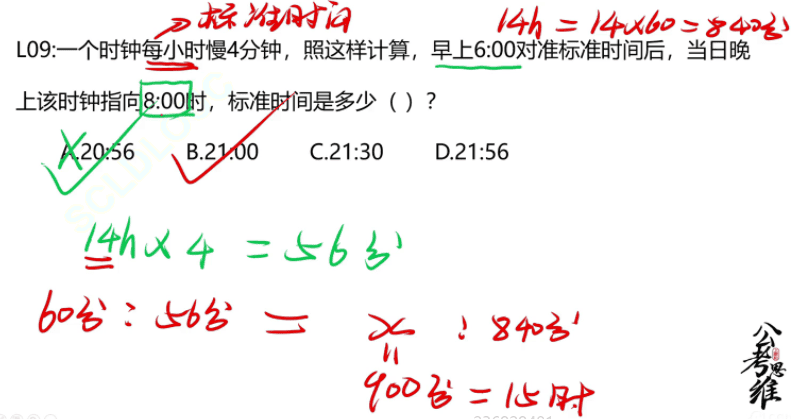 标准时间
14h = 14×60 = 840分
L09:一个时钟每小时慢4分钟，照这样计算，早上6:00对准标准时间后，当日晚
上该时钟指向8:00时，标准时间是多少（ ）？
A.20:56 B.21:00 C.21:30 D.21:56
14h×4 = 56分
60分:56分 = x:840分
900分=15时
公考思维